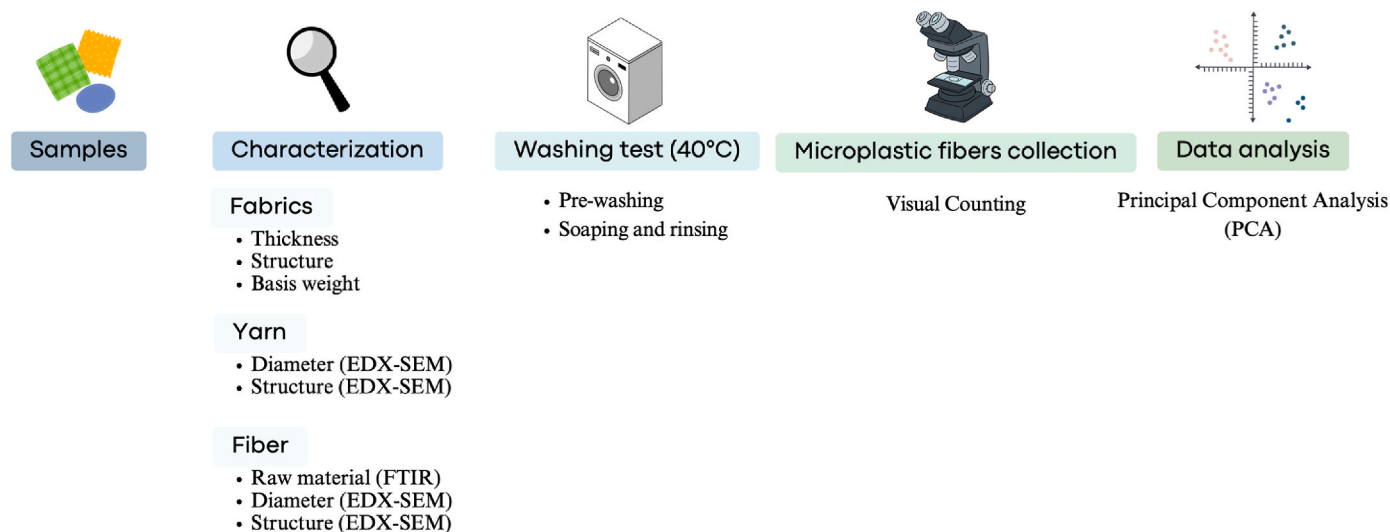 Samples
Characterization
Washing test (40°C)
Microplastic fibers collection
Data analysis
Fabrics
• Thickness
• Structure
• Basis weight
Yarn
• Diameter (EDX-SEM)
• Structure (EDX-SEM)
Fiber
• Raw material (FTIR)
• Diameter (EDX-SEM)
• Structure (EDX-SEM)
• Pre-washing
• Soaping and rinsing
Visual Counting
Principal Component Analysis
(PCA)